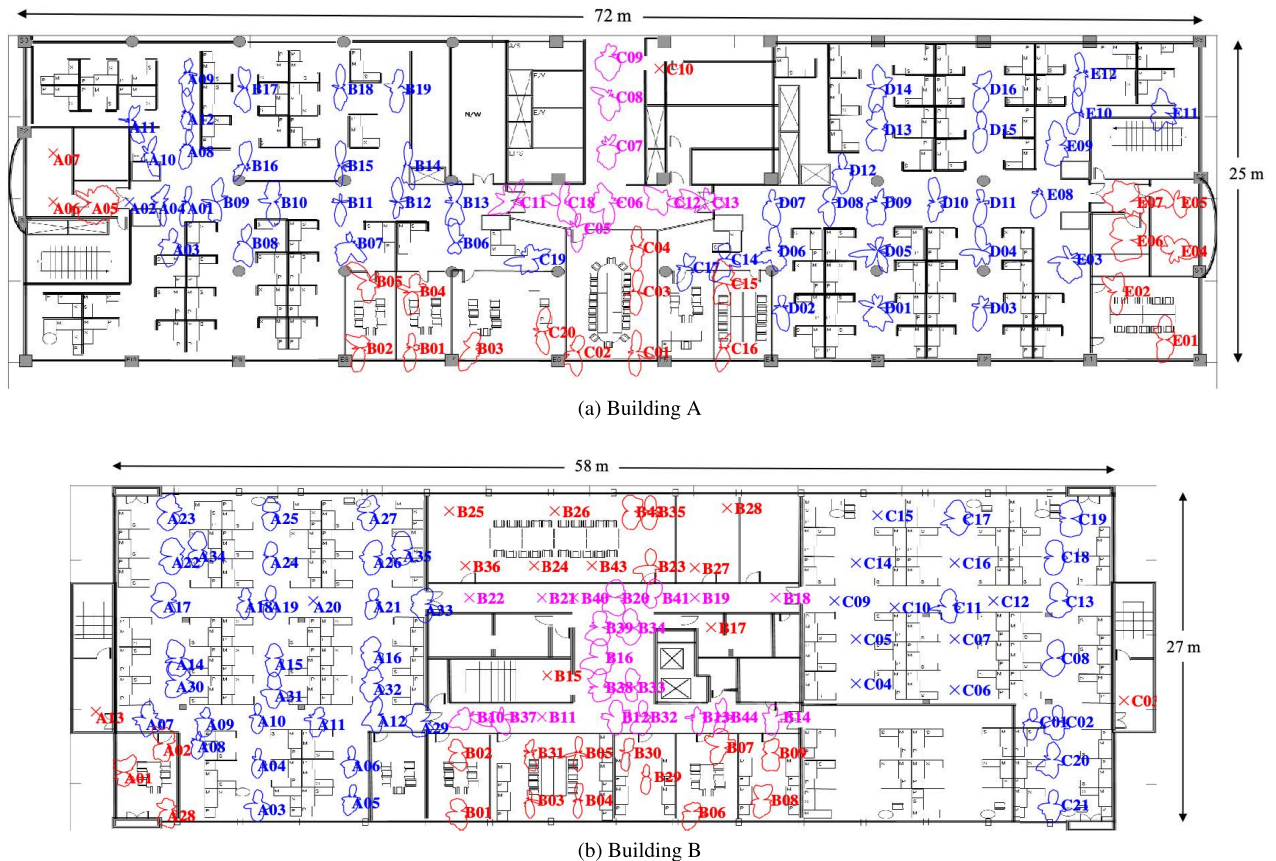 72 m
C09
C10
A09
B17
B18
B19
E12
D14
D16
C08
A11
A12
N/W
D13
D15
E10
E11
A07
A10
A08
B16
B15
B14
C07
D12
E09
25 m
A06
A05
A02
A04
A01
B09
B10
B11
B12
B13
C11
C18
C06
C12
C13
D07
D08
D09
D10
D11
E08
E07
E05
C05
A03
B08
B07
B06
C19
C04
C17
C14
D06
D05
D04
E03
E06
E04
B05
B04
C03
C15
E02
C20
D02
D01
D03
B02
B01
B03
C02
C01
C16
E01
(a) Building A
58 m
A23
A25
A27
B25
B26
B42
B35
B28
C15
C17
C19
A22
A34
A24
A26
A35
B36
B24
B43
B23
B27
C14
C16
C18
A17
A18
A19
A20
A21
A33
B22
B21
B40
B20
B41
B19
B18
C09
C10
C11
C12
C13
B39
B34
B17
C05
C07
27 m
A14
A15
A16
B16
C08
A30
A31
A32
B15
B38
B33
C04
C06
A13
A07
A09
A10
A11
A12
A29
B10
B37
B11
B12
B32
B13
B44
B14
C01
C02
A02
A08
B02
B31
B05
B30
B07
B09
A01
A04
A06
B29
C20
A28
A03
A05
B01
B03
B04
B06
B08
C21
(b) Building B